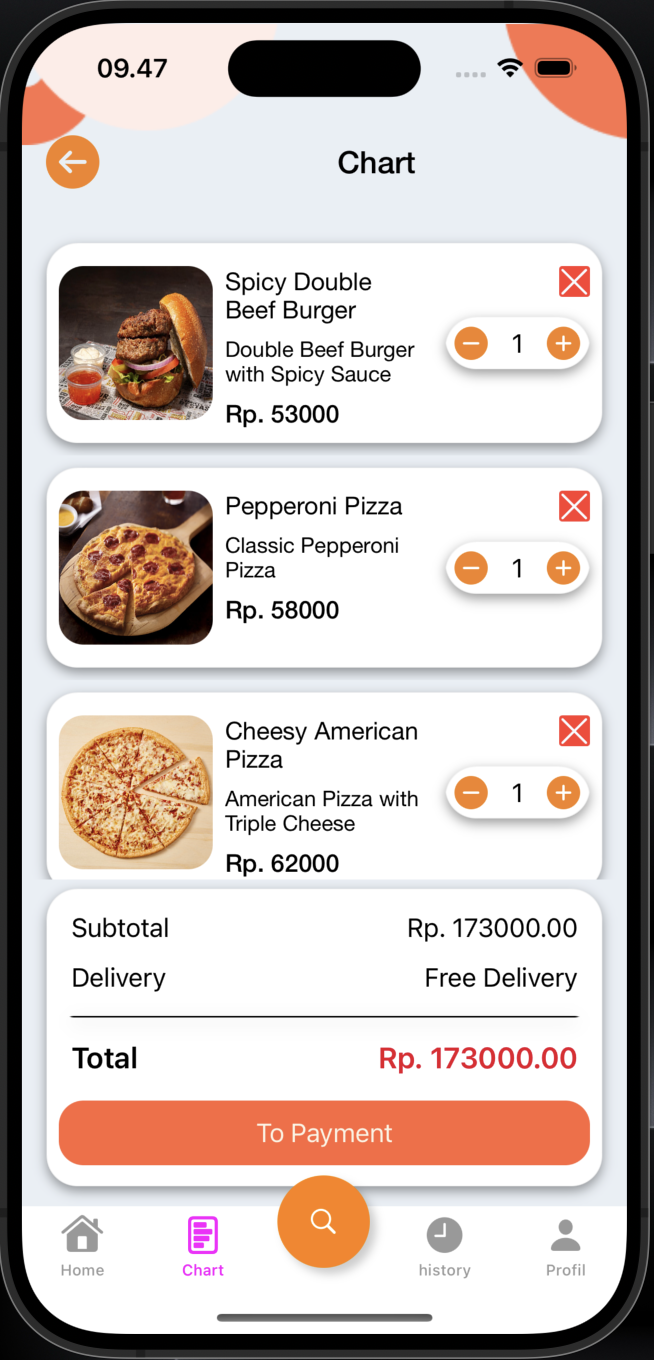 09.47
Chart
Spicy Double
Beef Burger
Double Beef Burger
with Spicy Sauce
Rp. 53000
1
Pepperoni Pizza
Classic Pepperoni
Pizza
Rp. 58000
1
Cheesy American
Pizza
American Pizza with
Triple Cheese
Rp. 62000
1
Subtotal Rp. 173000.00
Delivery Free Delivery
Total Rp. 173000.00
To Payment
Home Chart history Profil